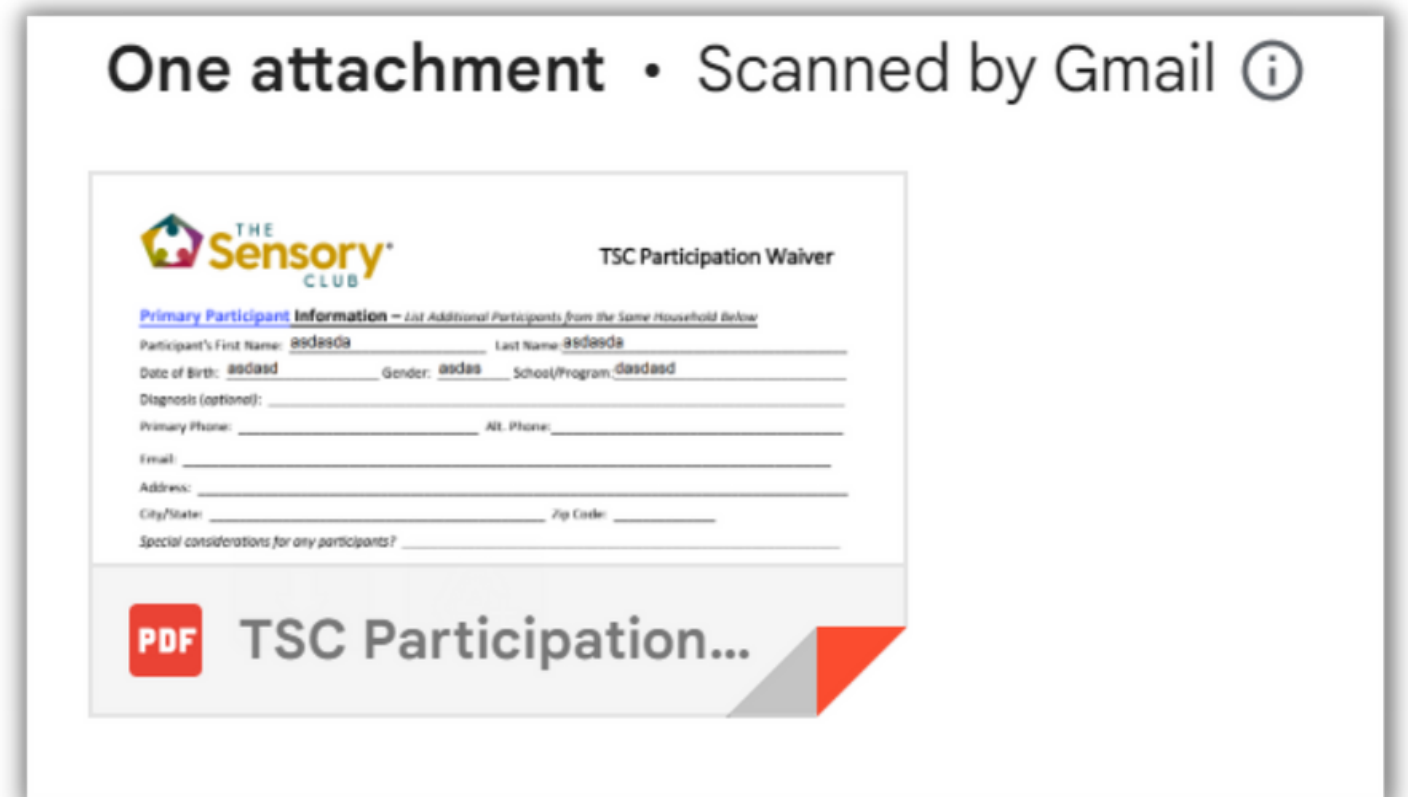 One attachment • Scanned by Gmail
THE
Sensory
CLUB
TSC Participation Waiver
Primary Participant Information – List Additional Participants from the Same Household Below
Participant's First Name: asdasda Last Name: asdasda
Date of Birth: asdasd Gender: asdas School/Program: dasdasd
Diagnosis (optional):
Primary Phone: Alt. Phone:
Email:
Address:
City/State: Zip Code:
Special considerations for any participants?
PDF TSC Participation...